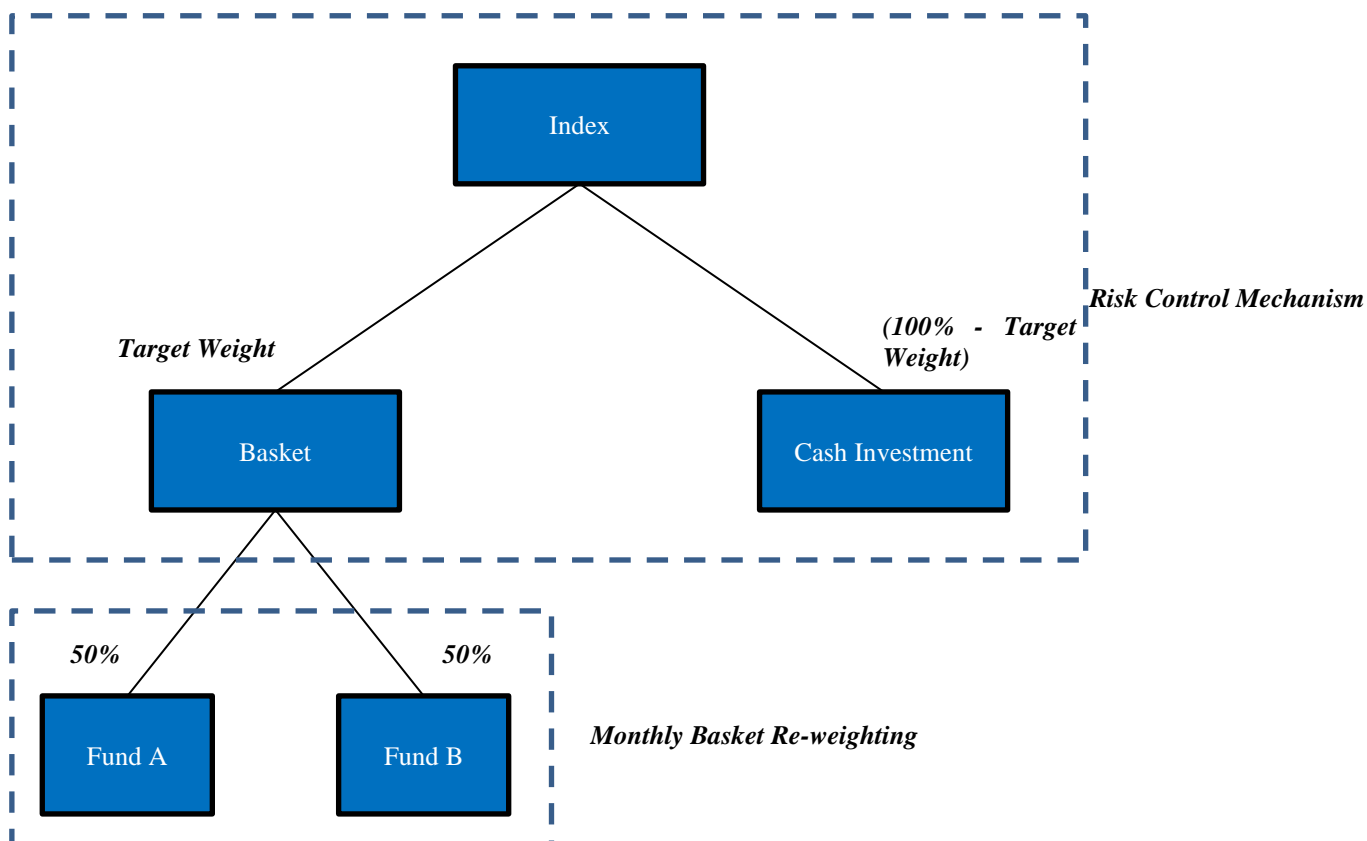 Index
Risk Control Mechanism
(100% - Target
Weight)
Target Weight
Basket
Cash Investment
50%
50%
Fund A
Fund B
Monthly Basket Re-weighting